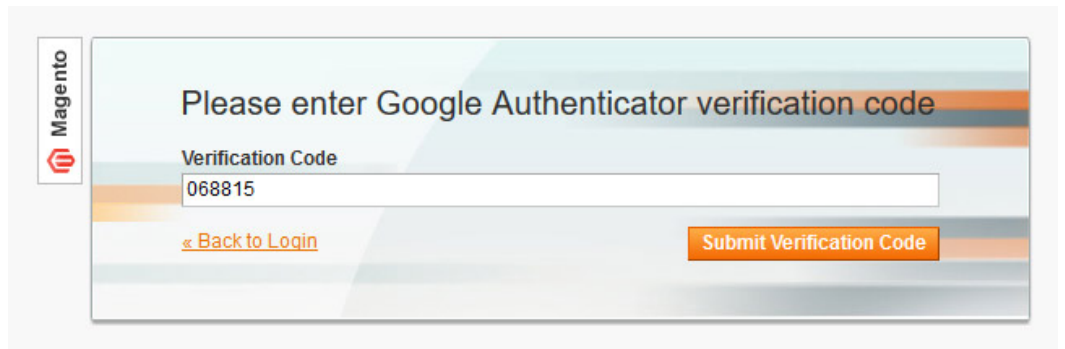 Magento
Please enter Google Authenticator verification code
Verification Code
068815
« Back to Login
Submit Verification Code